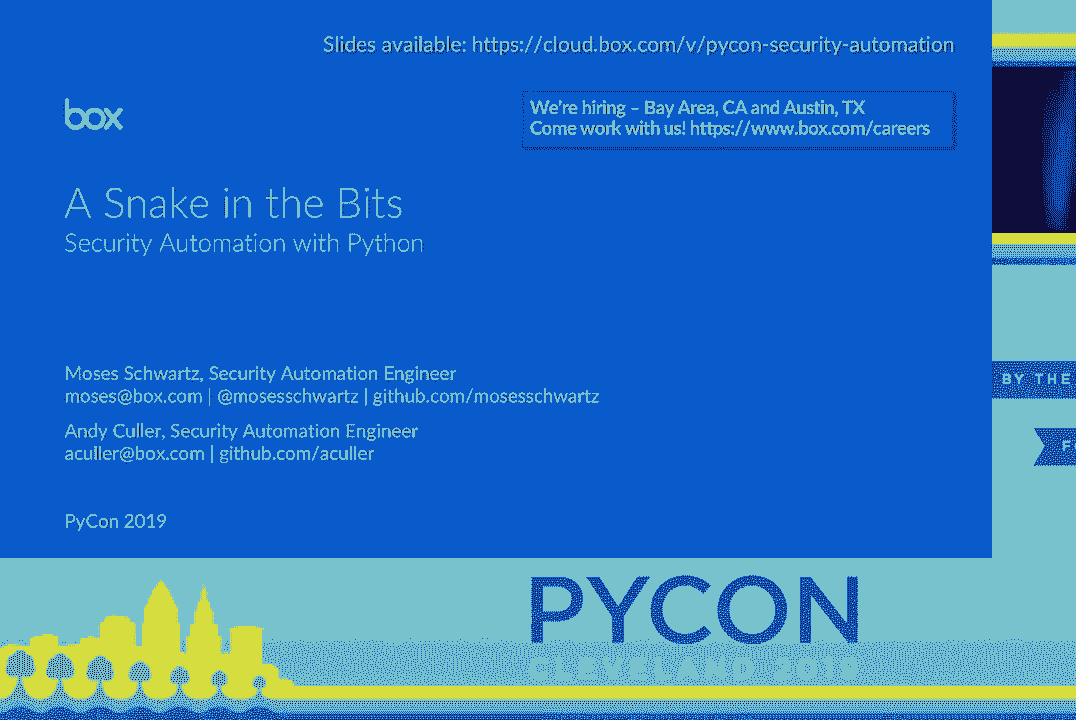 Slides available: https://cloud.box.com/v/pycon-security-automation
box
We're hiring – Bay Area, CA and Austin, TX
Come work with us! https://www.box.com/careers
A Snake in the Bits
Security Automation with Python
Moses Schwartz, Security Automation Engineer
moses@box.com | @mosesschwartz | github.com/mosesschwartz
Andy Culler, Security Automation Engineer
aculler@box.com | github.com/aculler
PyCon 2019
BY THE
PYCON
CLEVELAND 2019